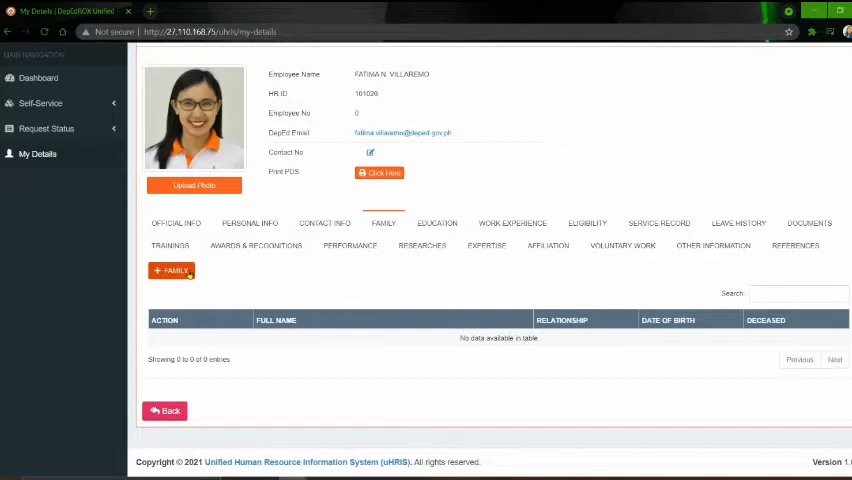 My Details | DepEdROX Unified
Not secure | http://27.110.168.75/uhris/my-details
MAIN NAVIGATION
Dashboard
Self-Service
Request Status
My Details
Employee Name FATIMA N. VILLAREMO
HR ID 101026
Employee No 0
DepEd Email fatima.villaremo@deped.gov.ph
Contact No
Print PDS Click Here
Upload Photo
OFFICIAL INFO PERSONAL INFO CONTACT INFO FAMILY EDUCATION WORK EXPERIENCE ELIGIBILITY SERVICE RECORD LEAVE HISTORY DOCUMENTS
TRAININGS AWARDS & RECOGNITIONS PERFORMANCE RESEARCHES EXPERTISE AFFILIATION VOLUNTARY WORK OTHER INFORMATION REFERENCES
+ FAMILY
Search:
ACTION FULL NAME RELATIONSHIP DATE OF BIRTH DECEASED
No data available in table
Showing 0 to 0 of 0 entries
Previous Next
Back
Copyright © 2021 Unified Human Resource Information System (uHRIS). All rights reserved. Version 1.